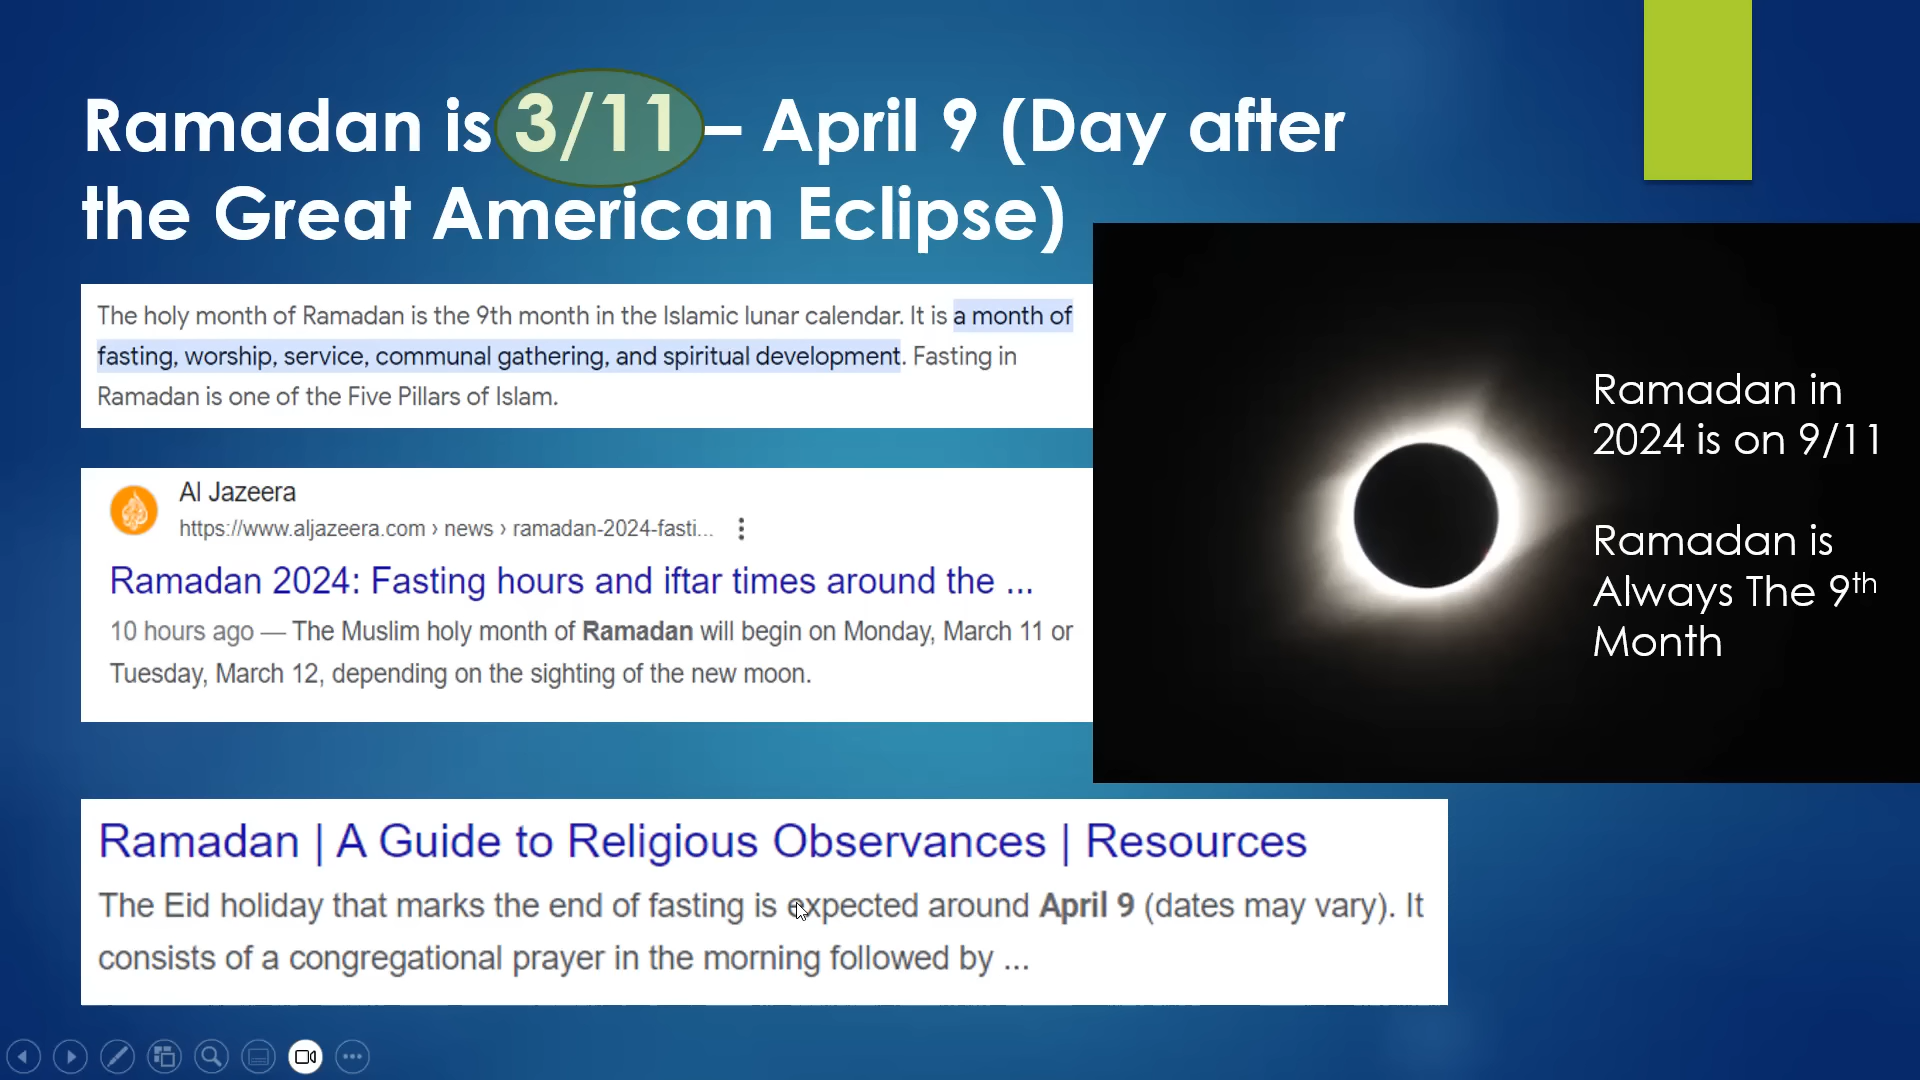 Ramadan is 3/11 – April 9 (Day after
the Great American Eclipse)
The holy month of Ramadan is the 9th month in the Islamic lunar calendar. It is a month of
fasting, worship, service, communal gathering, and spiritual development. Fasting in
Ramadan is one of the Five Pillars of Islam.
Al Jazeera
https://www.aljazeera.com › news › ramadan-2024-fasti...
Ramadan 2024: Fasting hours and iftar times around the ...
10 hours ago — The Muslim holy month of Ramadan will begin on Monday, March 11 or
Tuesday, March 12, depending on the sighting of the new moon.
Ramadan in
2024 is on 9/11
Ramadan is
Always The 9th
Month
Ramadan | A Guide to Religious Observances | Resources
The Eid holiday that marks the end of fasting is expected around April 9 (dates may vary). It
consists of a congregational prayer in the morning followed by ...